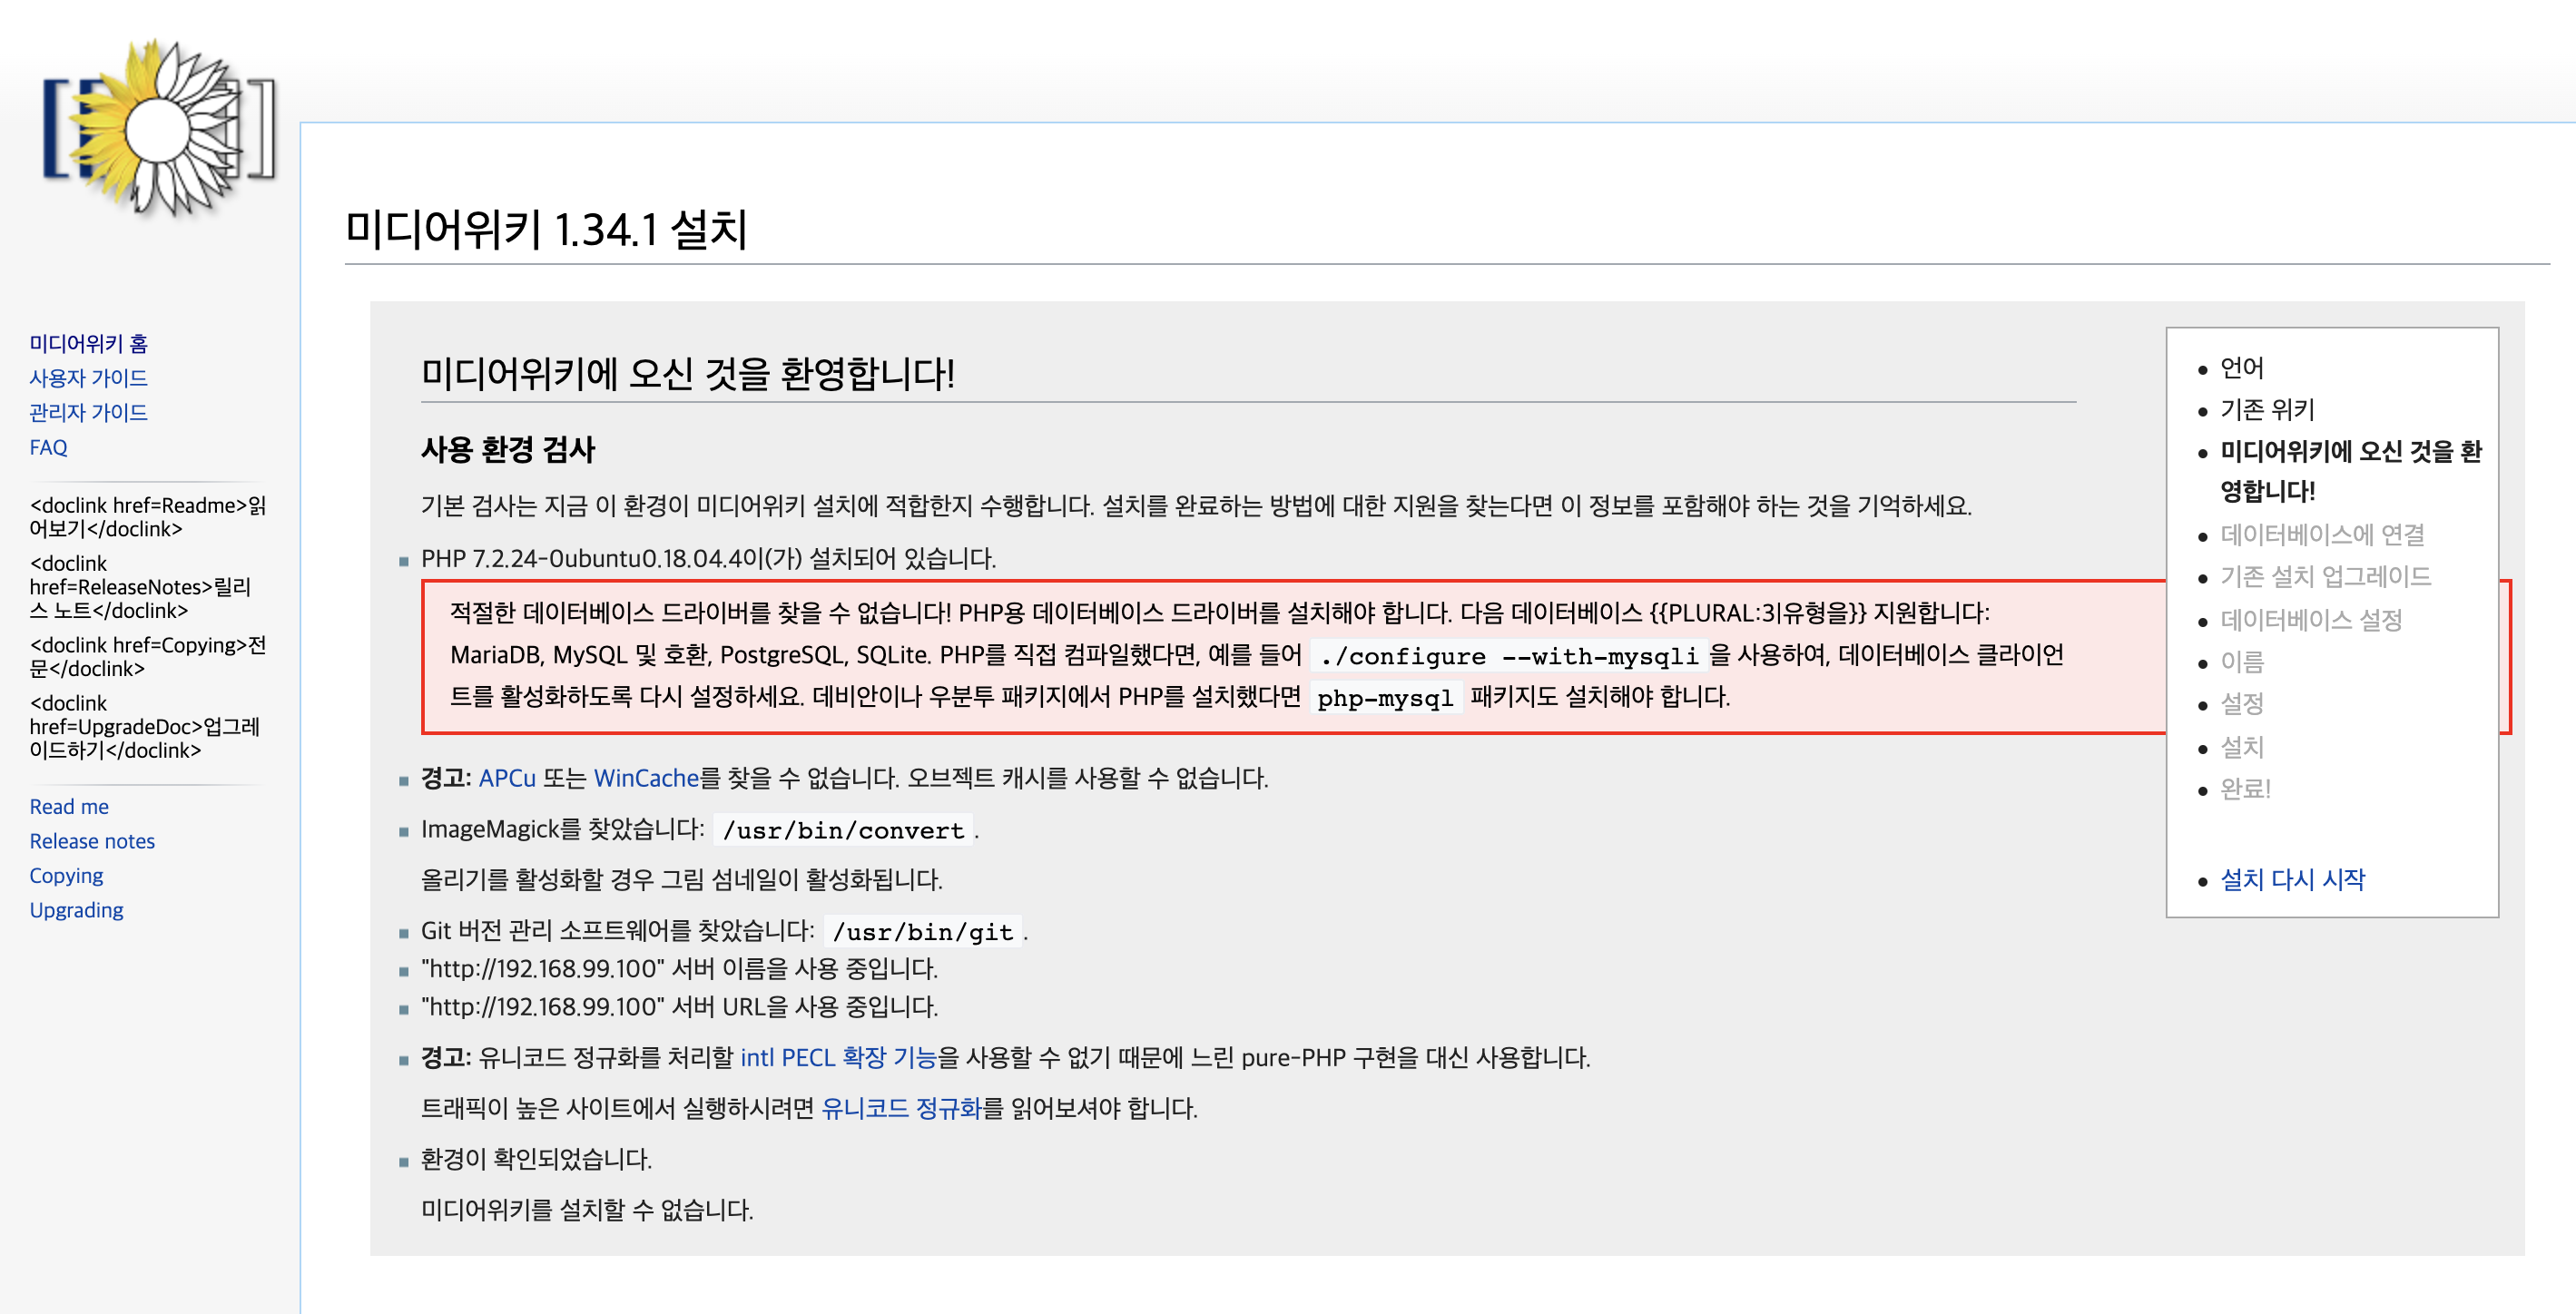 미디어위키 홈
사용자 가이드
관리자 가이드
FAQ
<doclink href=Readme>읽
어보기</doclink>
<doclink
href=ReleaseNotes>릴리
스 노트</doclink>
<doclink href=Copying>전
문</doclink>
<doclink
href=UpgradeDoc>업그레
이드하기</doclink>
Read me
Release notes
Copying
Upgrading
미디어위키 1.34.1 설치
미디어위키에 오신 것을 환영합니다!
사용 환경 검사
기본 검사는 지금 이 환경이 미디어위키 설치에 적합한지 수행합니다. 설치를 완료하는 방법에 대한 지원을 찾는다면 이 정보를 포함해야 하는 것을 기억하세요.
PHP 7.2.24-0ubuntu0.18.04.4이(가) 설치되어 있습니다.
적절한 데이터베이스 드라이버를 찾을 수 없습니다! PHP용 데이터베이스 드라이버를 설치해야 합니다. 다음 데이터베이스 {{PLURAL:3|유형을}} 지원합니다:
MariaDB, MySQL 및 호환, PostgreSQL, SQLite. PHP를 직접 컴파일했다면, 예를 들어 ./configure --with-mysqli 을 사용하여, 데이터베이스 클라이언
트를 활성화하도록 다시 설정하세요. 데비안이나 우분투 패키지에서 PHP를 설치했다면 php-mysql 패키지도 설치해야 합니다.
경고: APCu 또는 WinCache를 찾을 수 없습니다. 오브젝트 캐시를 사용할 수 없습니다.
ImageMagick를 찾았습니다: /usr/bin/convert .
올리기를 활성화할 경우 그림 섬네일이 활성화됩니다.
Git 버전 관리 소프트웨어를 찾았습니다: /usr/bin/git .
"http://192.168.99.100" 서버 이름을 사용 중입니다.
"http://192.168.99.100" 서버 URL을 사용 중입니다.
경고: 유니코드 정규화를 처리할 intl PECL 확장 기능을 사용할 수 없기 때문에 느린 pure-PHP 구현을 대신 사용합니다.
트래픽이 높은 사이트에서 실행하시려면 유니코드 정규화를 읽어보셔야 합니다.
환경이 확인되었습니다.
미디어위키를 설치할 수 없습니다.
언어
기존 위키
미디어위키에 오신 것을 환
영합니다!
데이터베이스에 연결
기존 설치 업그레이드
데이터베이스 설정
이름
설정
설치
완료!
설치 다시 시작